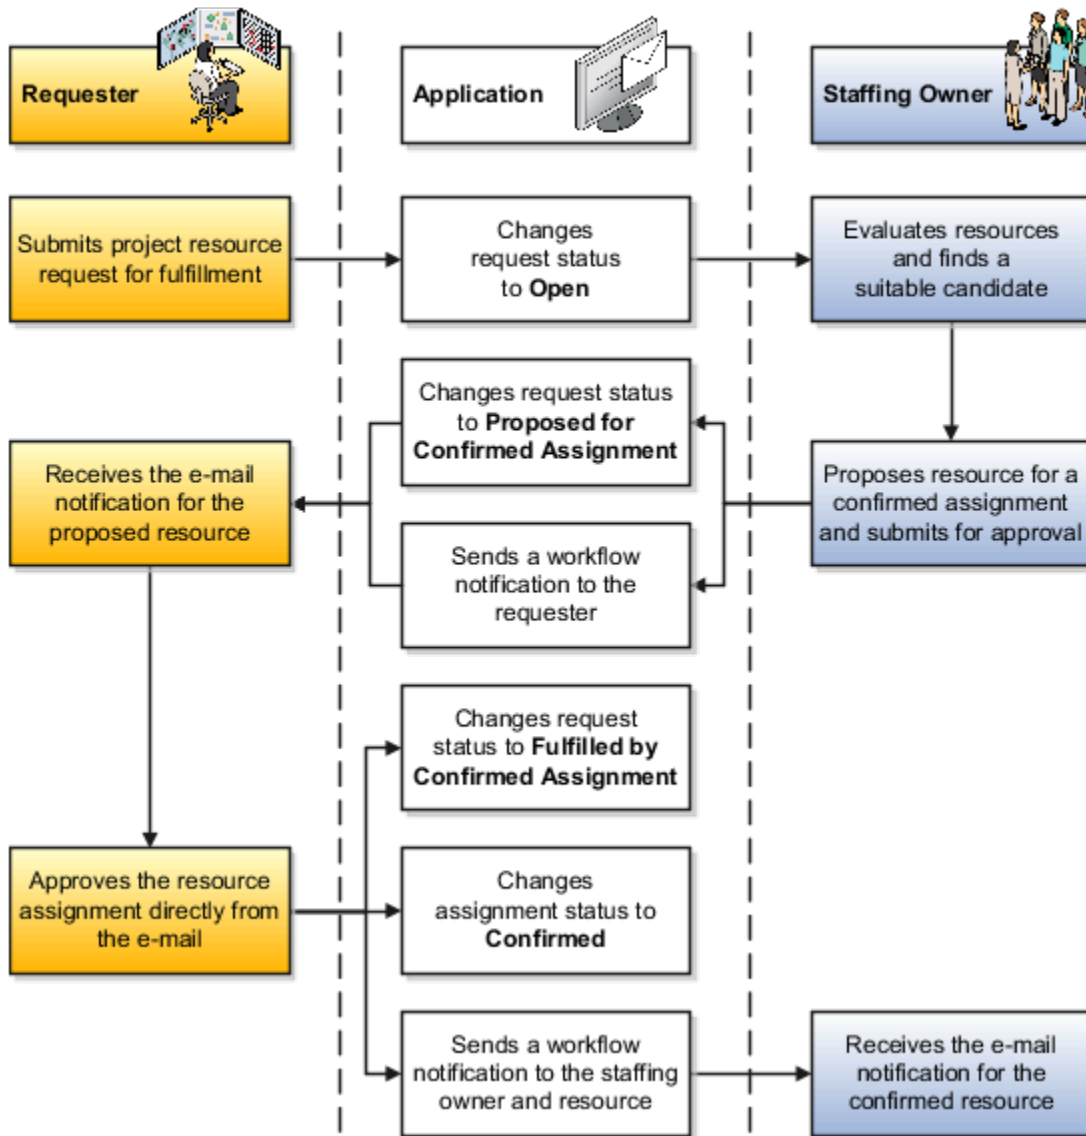 Requester
Application
Staffing Owner
Submits project resource
request for fulfillment
Changes
request status
to Open
Evaluates resources
and finds a
suitable candidate
Changes request status
to Proposed for
Confirmed Assignment
Receives the e-mail
notification for the
proposed resource
Proposes resource for a
confirmed assignment
and submits for approval
Sends a workflow
notification to the
requester
Changes request
status to Fulfilled by
Confirmed Assignment
Approves the resource
assignment directly from
the e-mail
Changes
assignment status to
Confirmed
Sends a workflow
notification to the staffing
owner and resource
Receives the e-mail
notification for the
confirmed resource